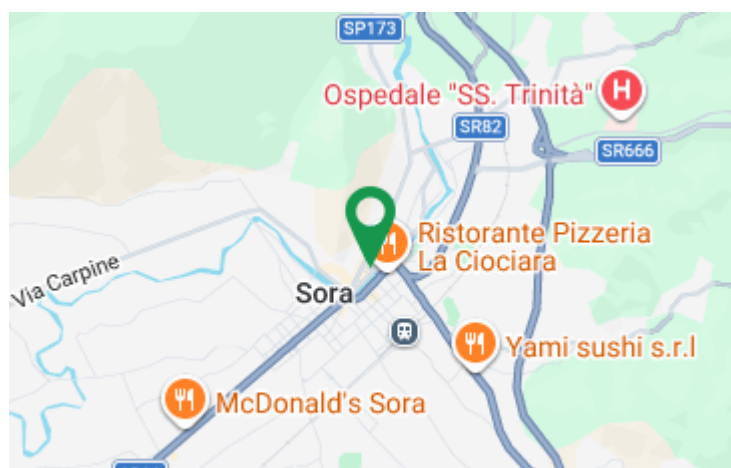 SP173
Ospedale "SS. Trinità"
H
SR82
SR666
Ristorante Pizzeria
La Ciociara
Via Carpine
Sora
Yami sushi s.r.l
McDonald's Sora